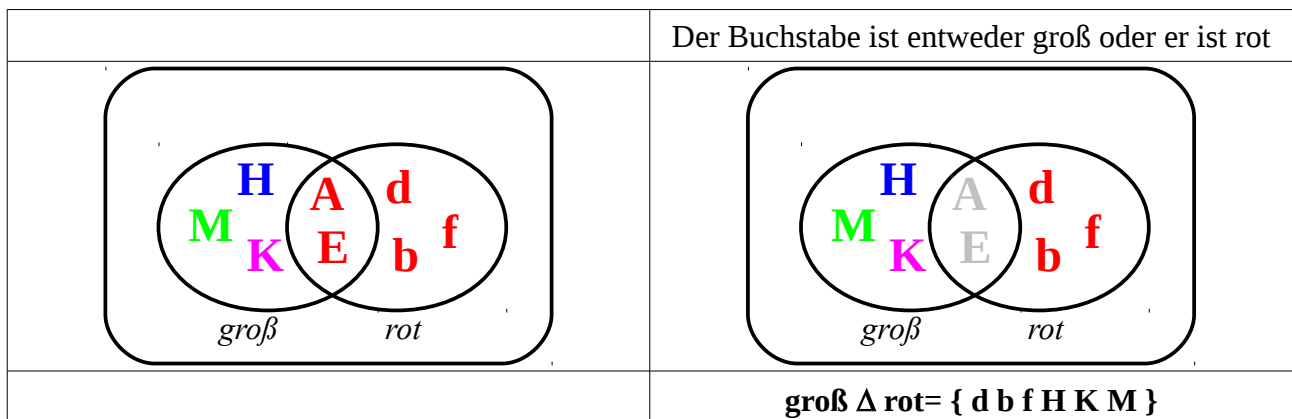 Der Buchstabe ist entweder groß oder er ist rot
H A d
M f
K E b
groß rot
H A d
M f
K E b
groß rot
groß Δ rot= { d b f H K M }